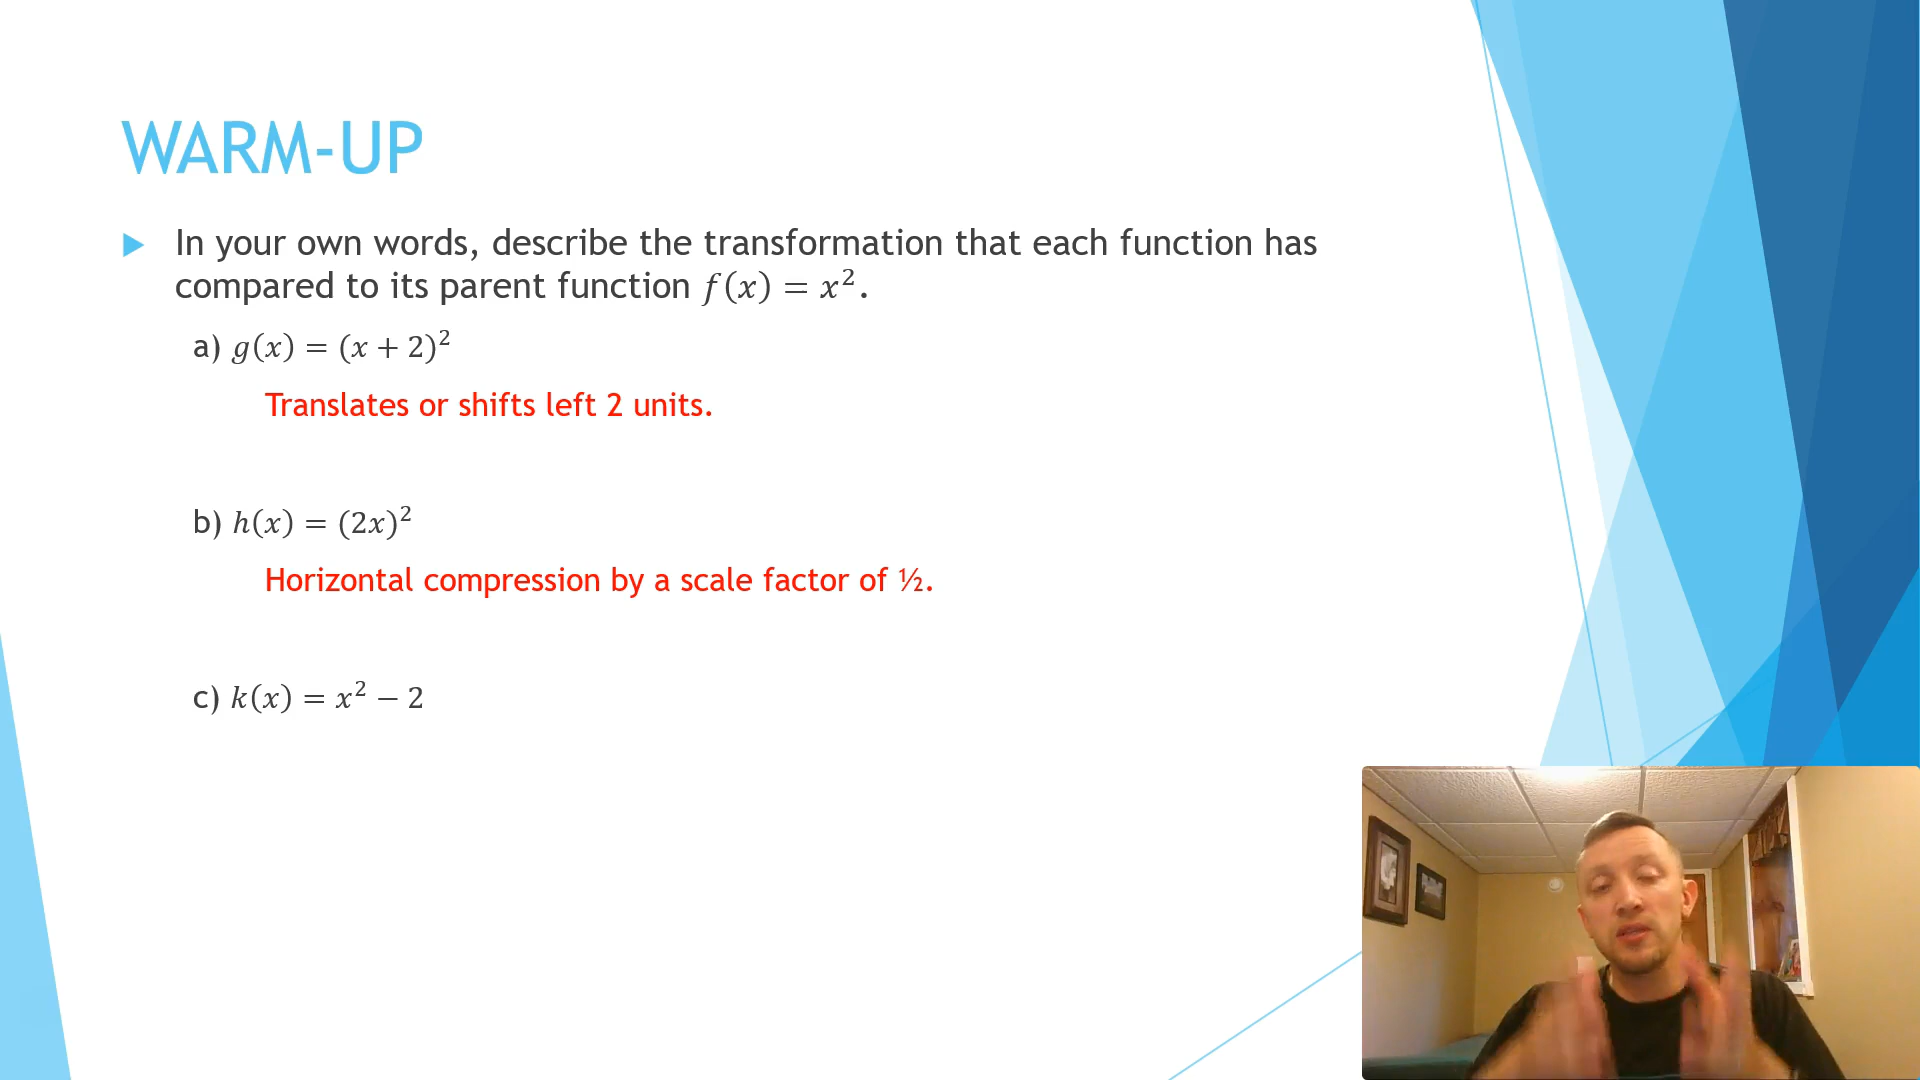 WARM-UP
In your own words, describe the transformation that each function has
compared to its parent function f(x) = x².
a) g(x) = (x + 2)²
Translates or shifts left 2 units.
b) h(x) = (2x)²
Horizontal compression by a scale factor of ½.
c) k(x) = x² − 2